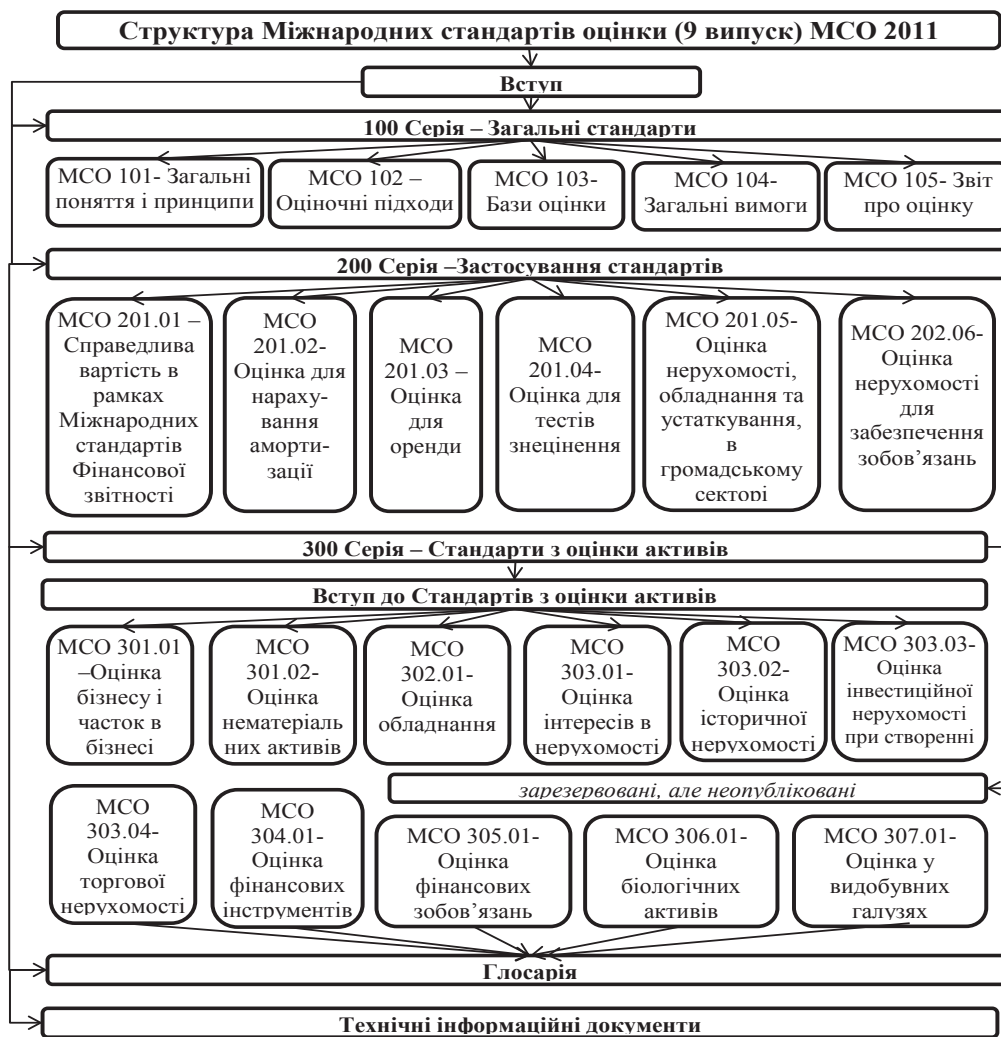 Структура Міжнародних стандартів оцінки (9 випуск) МСО 2011
Вступ
100 Серія – Загальні стандарти
МСО 101- Загальні
поняття і принципи
МСО 102 –
Оціночні підходи
МСО 103-
Бази оцінки
МСО 104-
Загальні вимоги
МСО 105- Звіт
про оцінку
200 Серія –Застосування стандартів
МСО 201.01 –
Справедлива
вартість в
рамках
Міжнародних
стандартів
Фінансової
звітності
МСО
201.02-
Оцінка для
нараху-
вання
аморти-
зації
МСО
201.03 –
Оцінка
для
оренди
МСО
201.04-
Оцінка для
тестів
знецінення
МСО 201.05-
Оцінка
нерухомості,
обладнання та
устаткування,
в
громадському
секторі
МСО 202.06-
Оцінка
нерухомості
для
забезпечення
зобов’язань
300 Серія – Стандарти з оцінки активів
Вступ до Стандартів з оцінки активів
МСО 301.01
–Оцінка
бізнесу і
часток в
бізнесі
МСО
301.02-
Оцінка
нематеріаль
них активів
МСО
302.01-
Оцінка
обладнання
МСО
303.01-
Оцінка
інтересів в
нерухомості
МСО
303.02-
Оцінка
історичної
нерухомості
МСО 303.03-
Оцінка
інвестиційної
нерухомості
при створенні
зарезервовані, але неопубліковані
МСО
303.04-
Оцінка
торгової
нерухомості
МСО
304.01-
Оцінка
фінансових
інструментів
МСО 305.01-
Оцінка
фінансових
зобов’язань
МСО 306.01-
Оцінка
біологічних
активів
МСО 307.01-
Оцінка у
видобувних
галузях
Глосарія
Технічні інформаційні документи